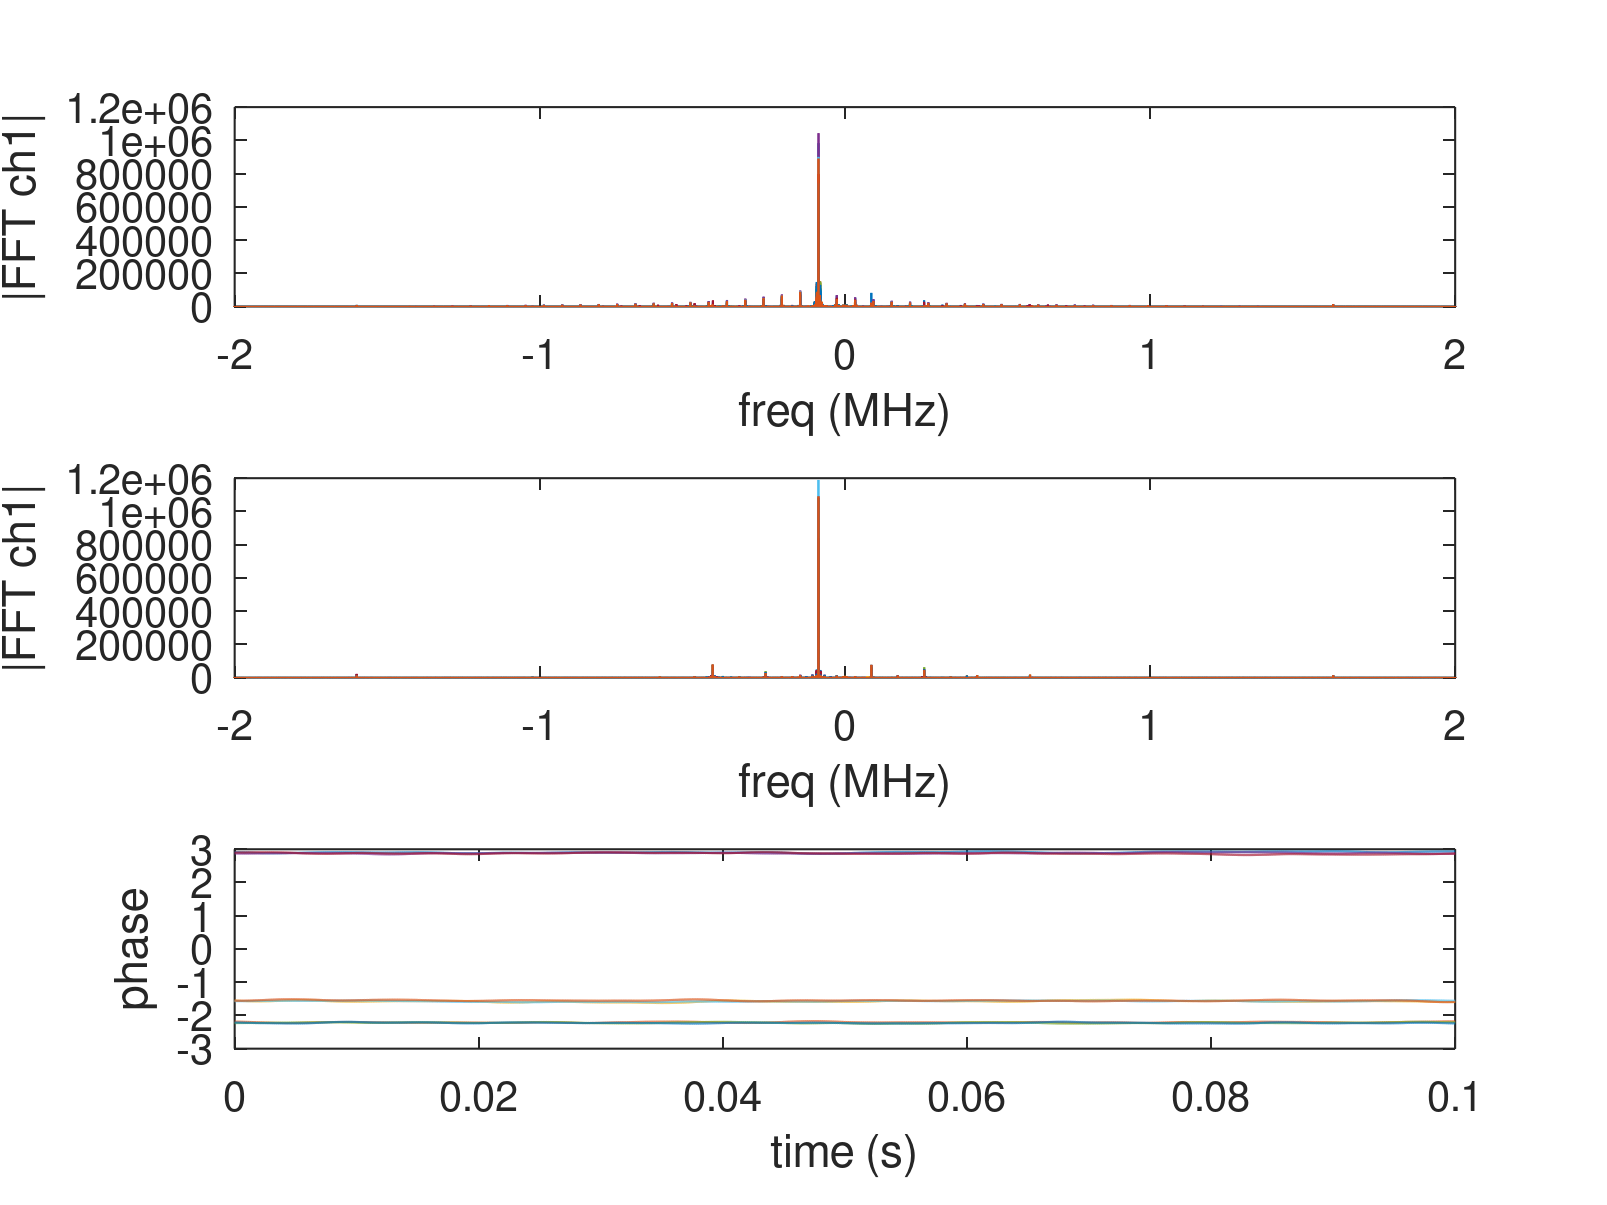 |FFT ch1|
1.2e+06
1e+06
800000
600000
400000
200000
0
-2 -1 0 1 2
freq (MHz)
|FFT ch1|
1.2e+06
1e+06
800000
600000
400000
200000
0
-2 -1 0 1 2
freq (MHz)
phase
3
2
1
0
-1
-2
-3
0 0.02 0.04 0.06 0.08 0.1
time (s)